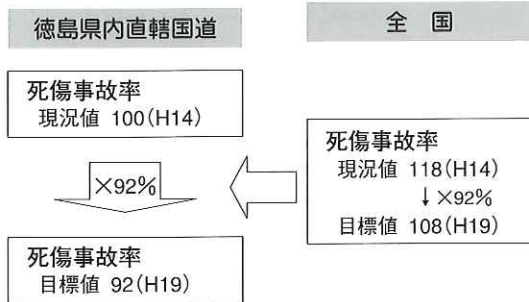 徳島県内直轄国道
死傷事故率
現況値 100(H14)
×92%
死傷事故率
目標値 92(H19)
全 国
死傷事故率
現況値 118(H14)
↓ ×92%
目標値 108(H19)